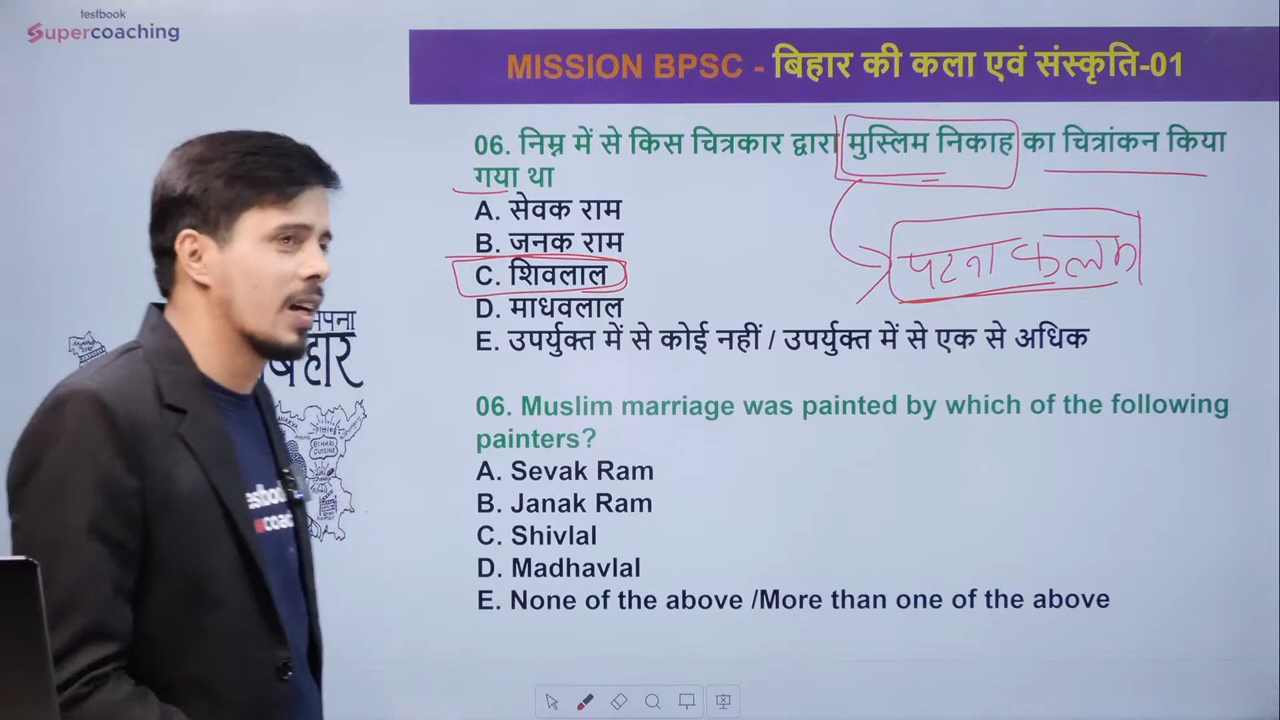 testbook
Supercoaching
MISSION BPSC - बिहार की कला एवं संस्कृति-01
06. निम्न में से किस चित्रकार द्वारा मुस्लिम निकाह का चित्रांकन किया
गया था
A. सेवक राम
B. जनक राम
C. शिवलाल
D. माधवलाल
E. उपर्युक्त में से कोई नहीं / उपर्युक्त में से एक से अधिक
पटना कलम
06. Muslim marriage was painted by which of the following
painters?
A. Sevak Ram
B. Janak Ram
C. Shivlal
D. Madhavlal
E. None of the above /More than one of the above
बिहार
BIHARI
CUISINE